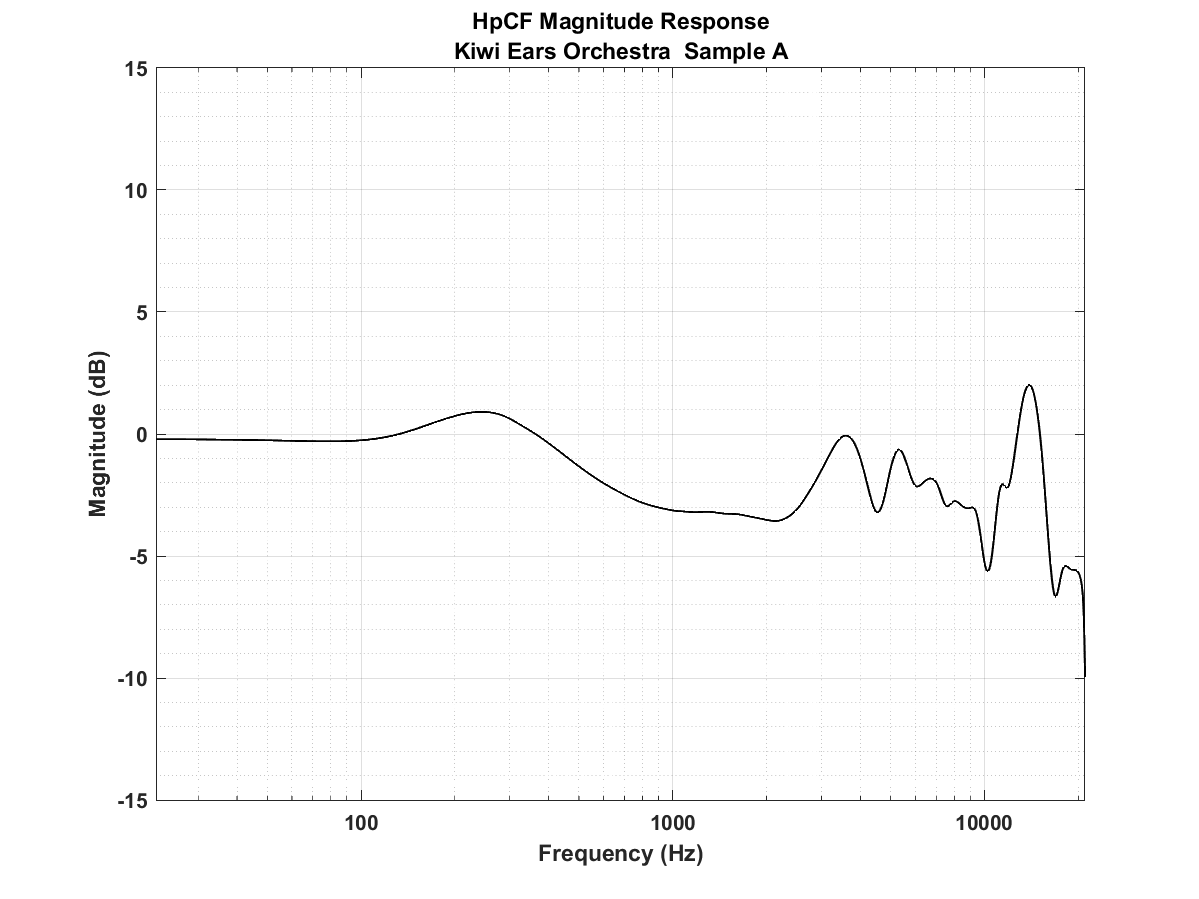 HpCF Magnitude Response
Kiwi Ears Orchestra  Sample A
15
10
5
0
-5
-10
-15
Magnitude (dB)
100
1000
10000
Frequency (Hz)